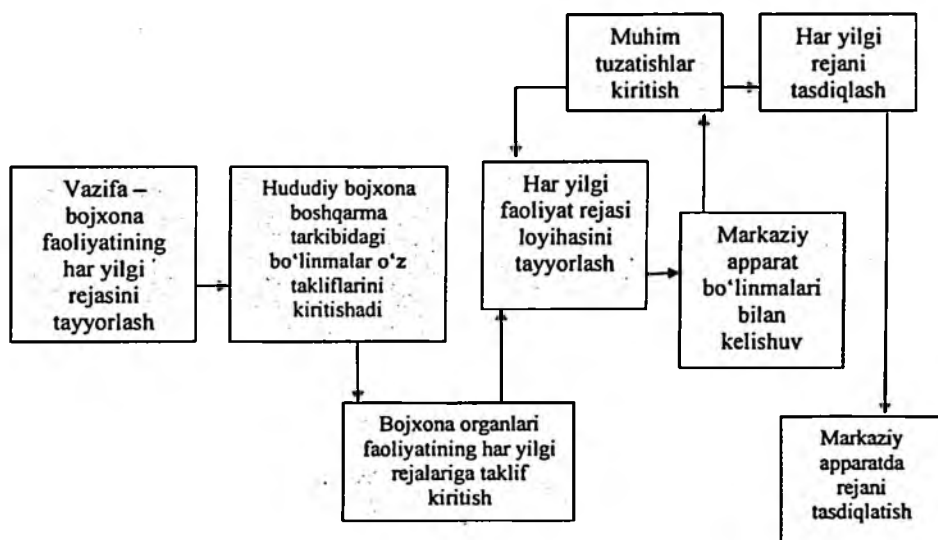 Vazifa –
bojxona
faoliyatining
har yilgi
rejasini
tayyorlash
Hududiy bojxona
boshqarma
tarkibidagi
bo‘linmalar o‘z
takliflarini
kiritishadi
Bojxona organlari
faoliyatining har yilgi
rejalariga taklif
kiritish
Har yilgi
faoliyat rejasi
loyihasini
tayyorlash
Markaziy
apparat
bo‘linmalari
bilan
kelishuv
Muhim
tuzatishlar
kiritish
Har yilgi
rejani
tasdiqlash
Markaziy
apparatda
rejani
tasdiqlatish